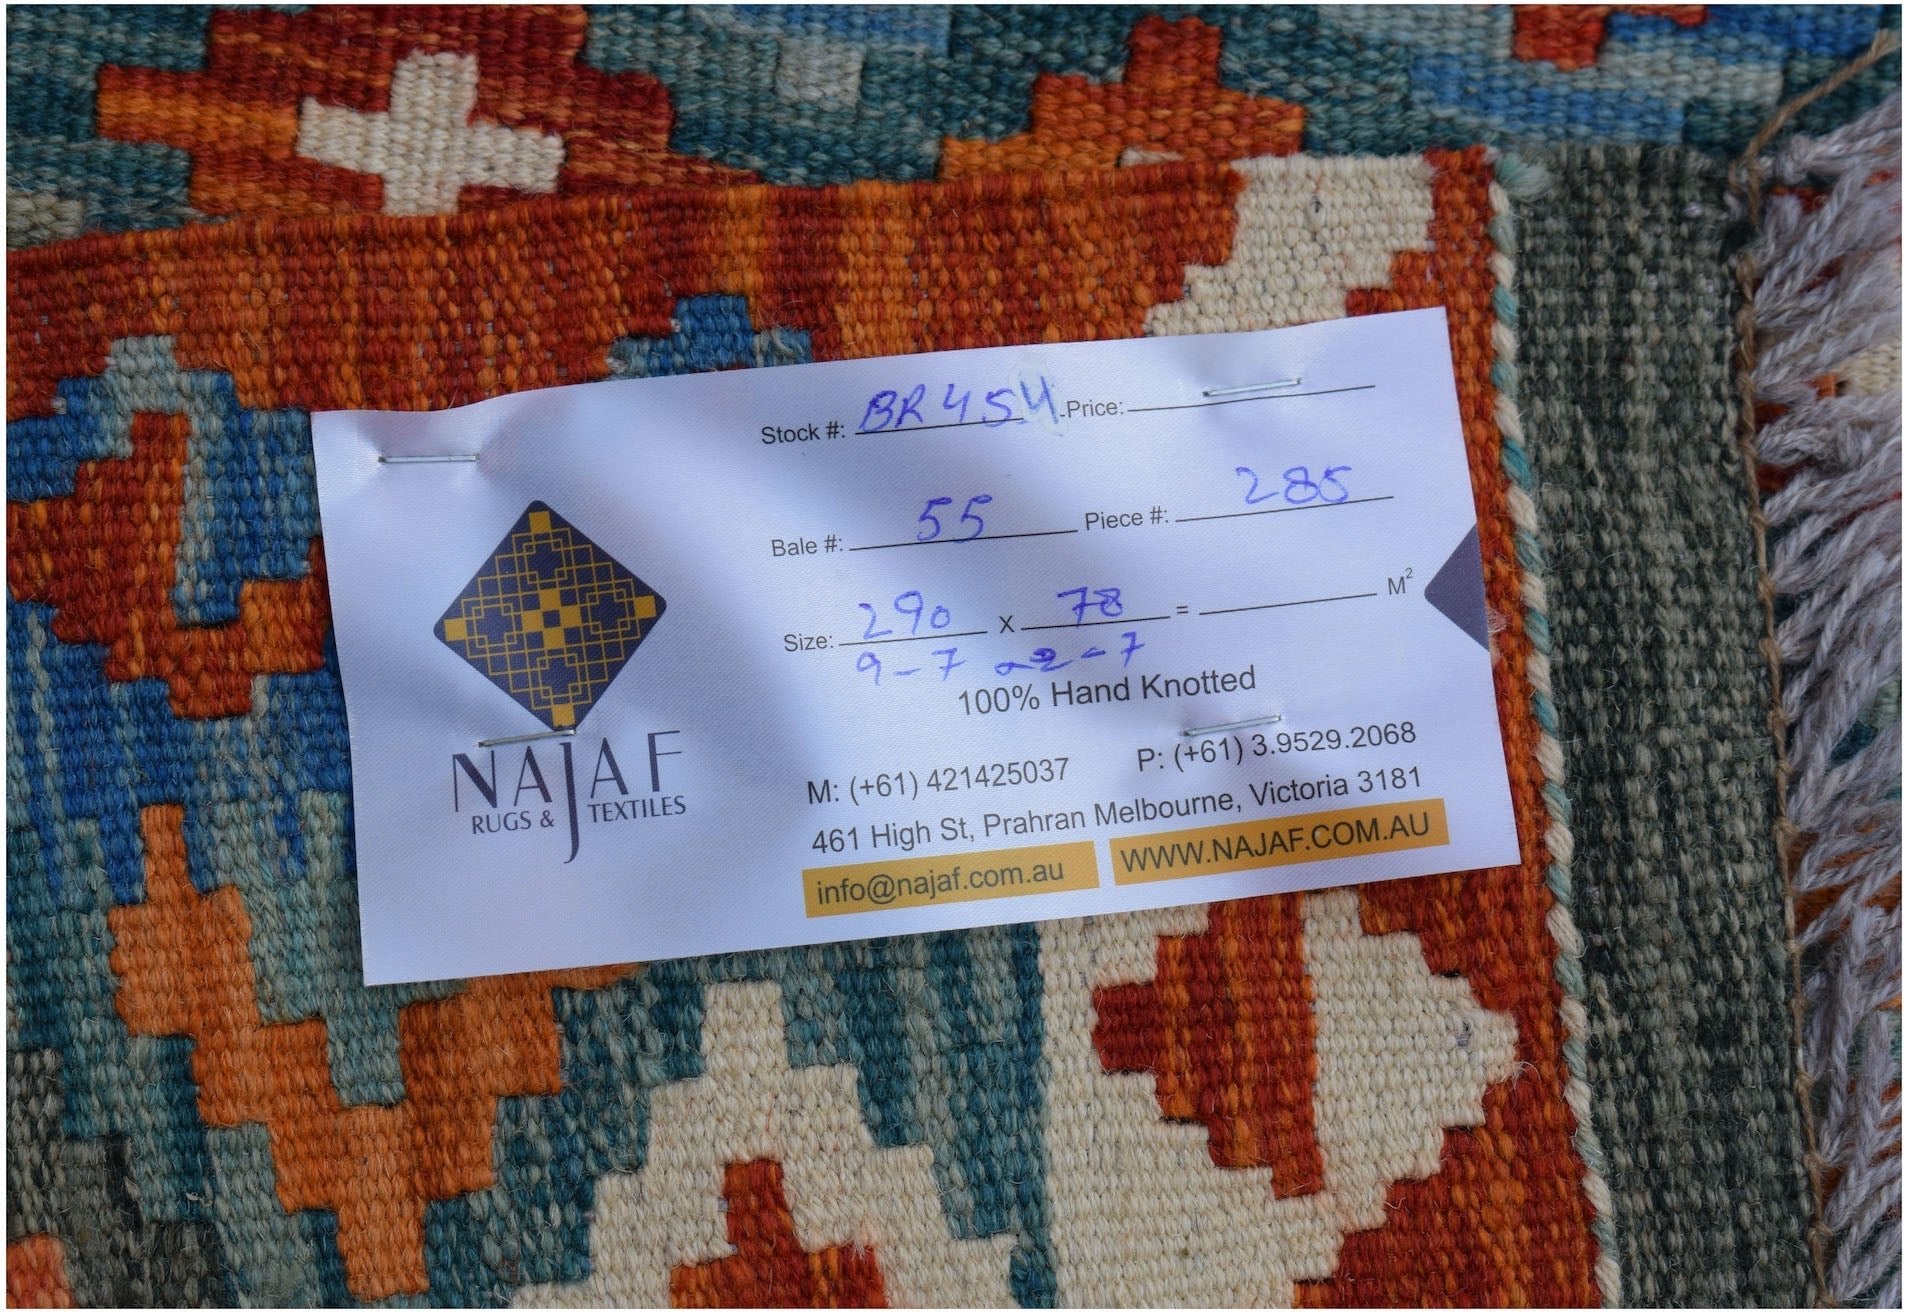 Stock #: BR454 Price:
Bale #: 55 Piece #: 285
Size: 290 x 78 = M²
9-7 2-7
100% Hand Knotted
NAJAF
RUGS & TEXTILES
M: (+61) 421425037 P: (+61) 3.9529.2068
461 High St, Prahran Melbourne, Victoria 3181
info@najaf.com.au WWW.NAJAF.COM.AU